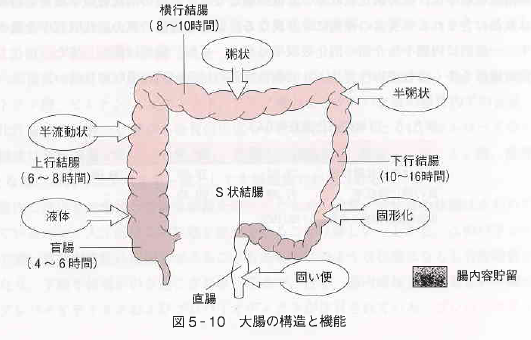 横行結腸
(8～10時間)
粥状
半粥状
半流動状
上行結腸
(6～8時間)
下行結腸
(10～16時間)
S状結腸
液体
固形化
盲腸
(4～6時間)
固い便
直腸
腸内容貯留
図5-10 大腸の構造と機能